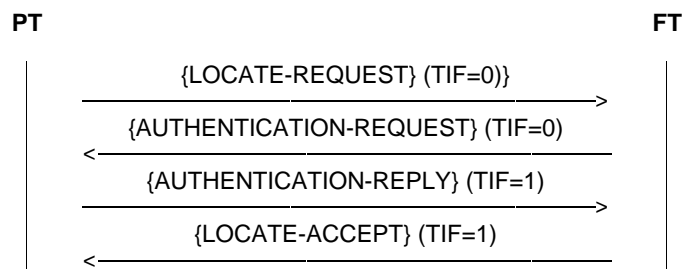 PT FT
{LOCATE-REQUEST} (TIF=0)}
{AUTHENTICATION-REQUEST} (TIF=0)
{AUTHENTICATION-REPLY} (TIF=1)
{LOCATE-ACCEPT} (TIF=1)